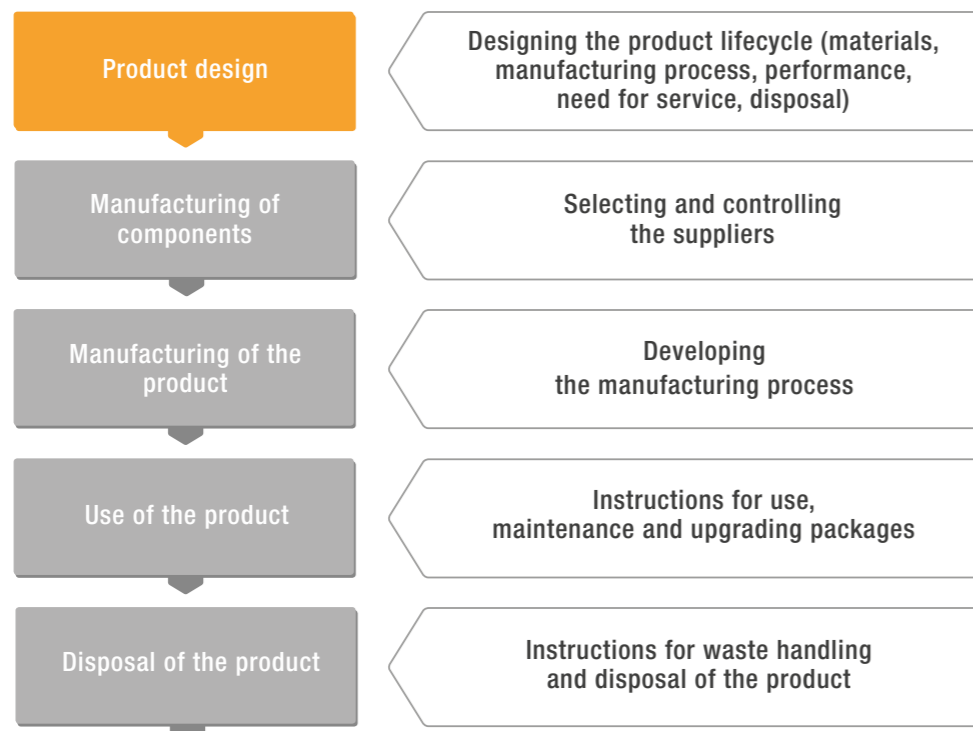 Product design
Designing the product lifecycle (materials,
manufacturing process, performance,
need for service, disposal)
Manufacturing of
components
Selecting and controlling
the suppliers
Manufacturing of the
product
Developing
the manufacturing process
Use of the product
Instructions for use,
maintenance and upgrading packages
Disposal of the product
Instructions for waste handling
and disposal of the product